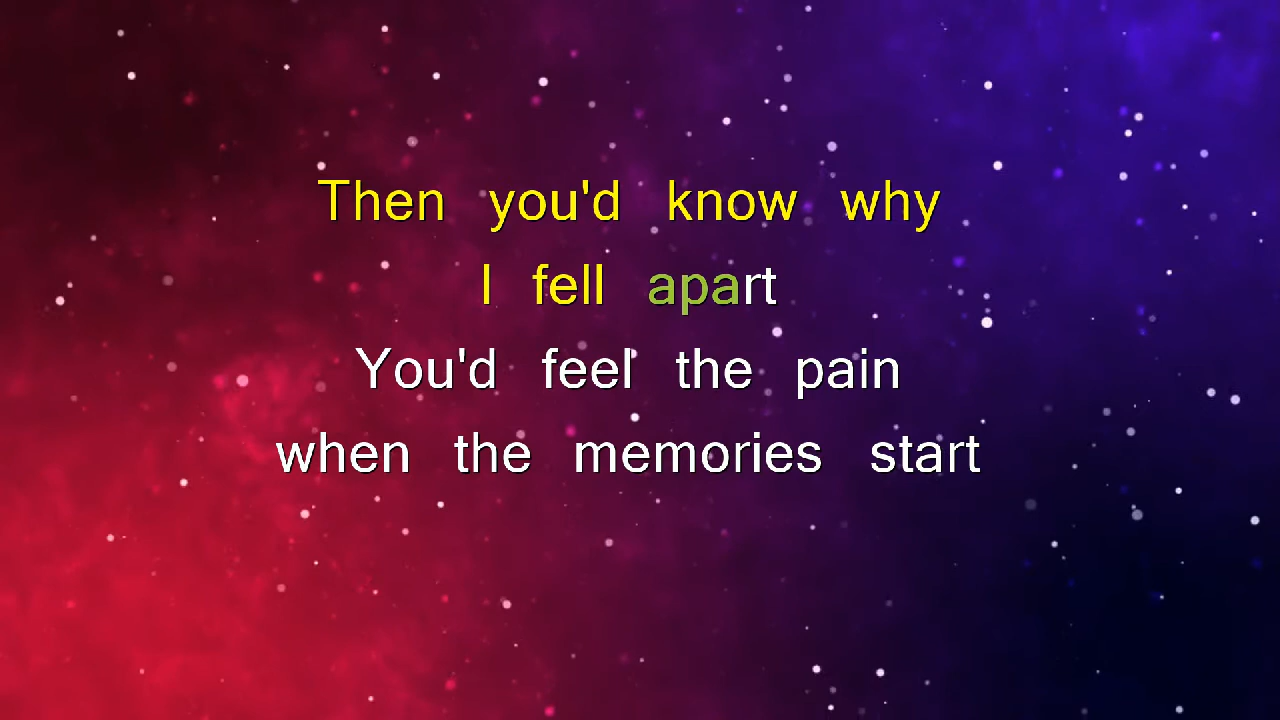 Then you'd know why
I fell apart
You'd feel the pain
when the memories start